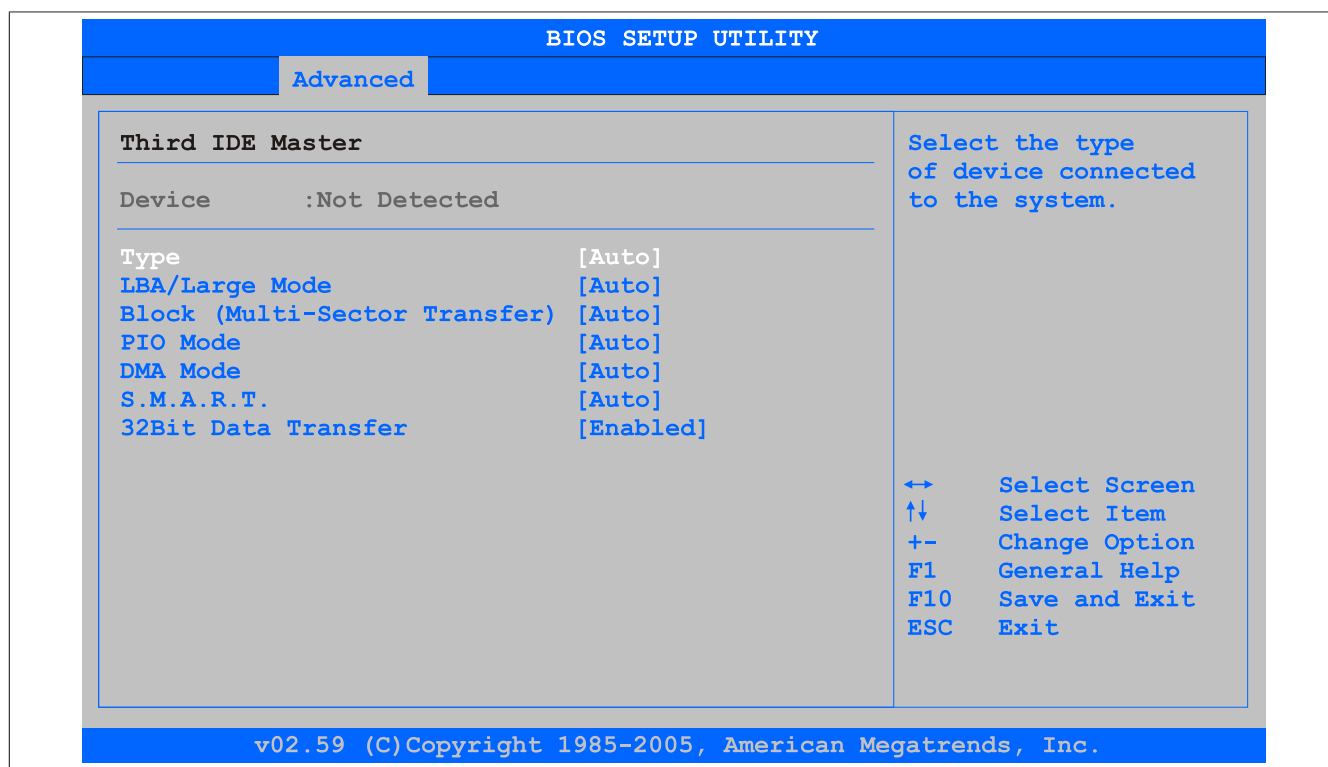 BIOS SETUP UTILITY
Advanced
Third IDE Master
Device :Not Detected
Type [Auto]
LBA/Large Mode [Auto]
Block (Multi-Sector Transfer) [Auto]
PIO Mode [Auto]
DMA Mode [Auto]
S.M.A.R.T. [Auto]
32Bit Data Transfer [Enabled]
Select the type
of device connected
to the system.
↔ Select Screen
↑↓ Select Item
+- Change Option
F1 General Help
F10 Save and Exit
ESC Exit
v02.59 (C)Copyright 1985-2005, American Megatrends, Inc.